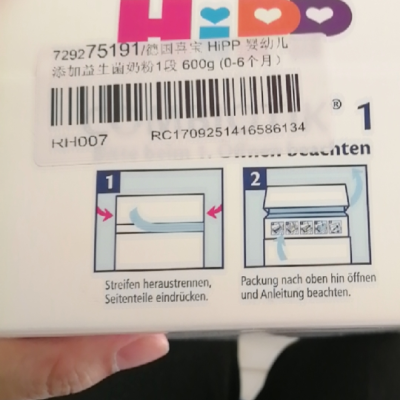 HiPP
729275191/德国喜宝 HiPP 婴幼儿
添加益生菌奶粉1段 600g (0-6个月)
RH007 RC1709251416586134
® 1
Öffnen beachten
1
2
Streifen heraustrennen,
Seitenteile eindrücken.
Packung nach oben hin öffnen
und Anleitung beachten.